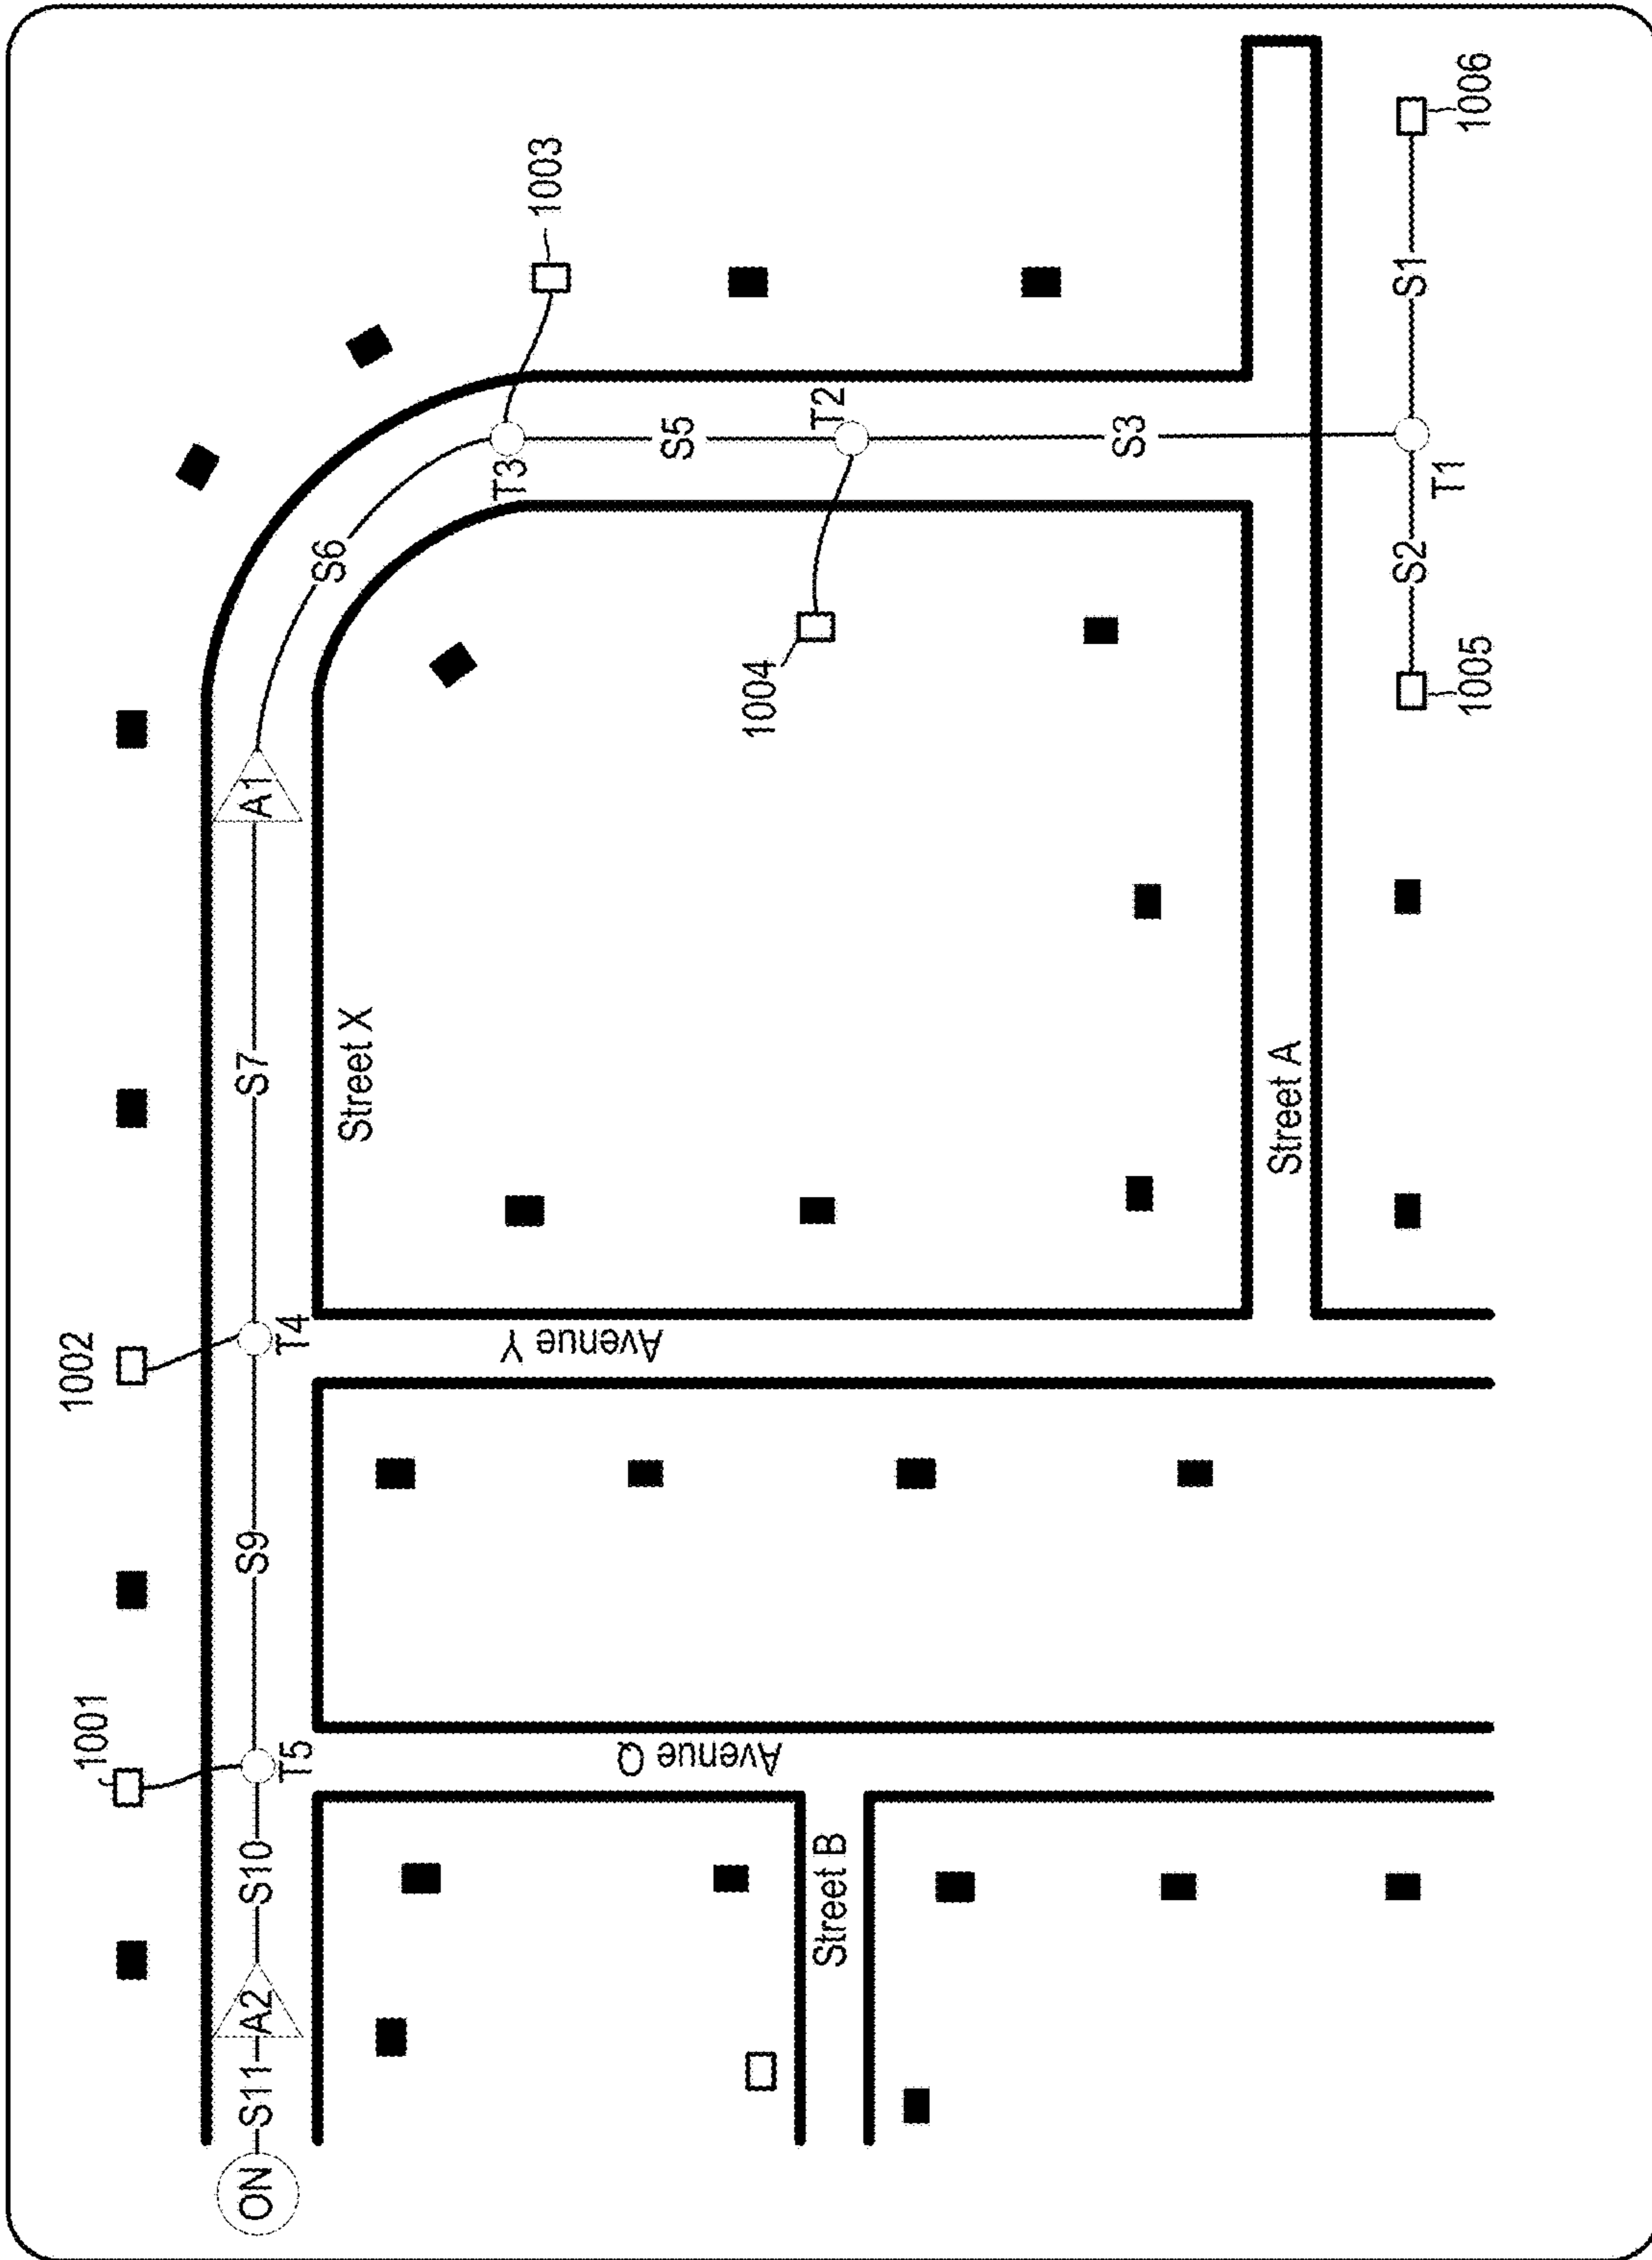 1001
1002
ON
S11
A2
S10
T5
S9
T4
S7
A1
S6
Street X
1003
T3
S5
T2
1004
S3
Avenue Q
Avenue Y
Street B
Street A
T1
S2
S1
1005
1006